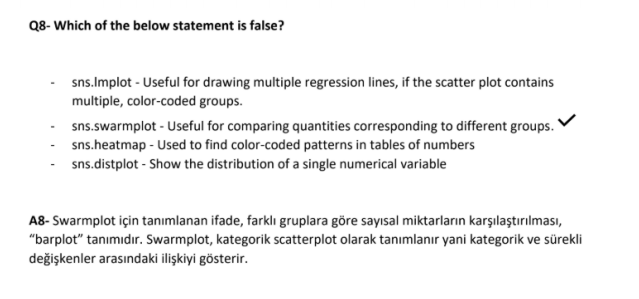 Q8- Which of the below statement is false?
- sns.lmplot - Useful for drawing multiple regression lines, if the scatter plot contains
multiple, color-coded groups.
- sns.swarmplot - Useful for comparing quantities corresponding to different groups. ✓
- sns.heatmap - Used to find color-coded patterns in tables of numbers
- sns.distplot - Show the distribution of a single numerical variable
A8- Swarmplot için tanımlanan ifade, farklı gruplara göre sayısal miktarların karşılaştırılması,
“barplot” tanımıdır. Swarmplot, kategorik scatterplot olarak tanımlanır yani kategorik ve sürekli
değişkenler arasındaki ilişkiyi gösterir.